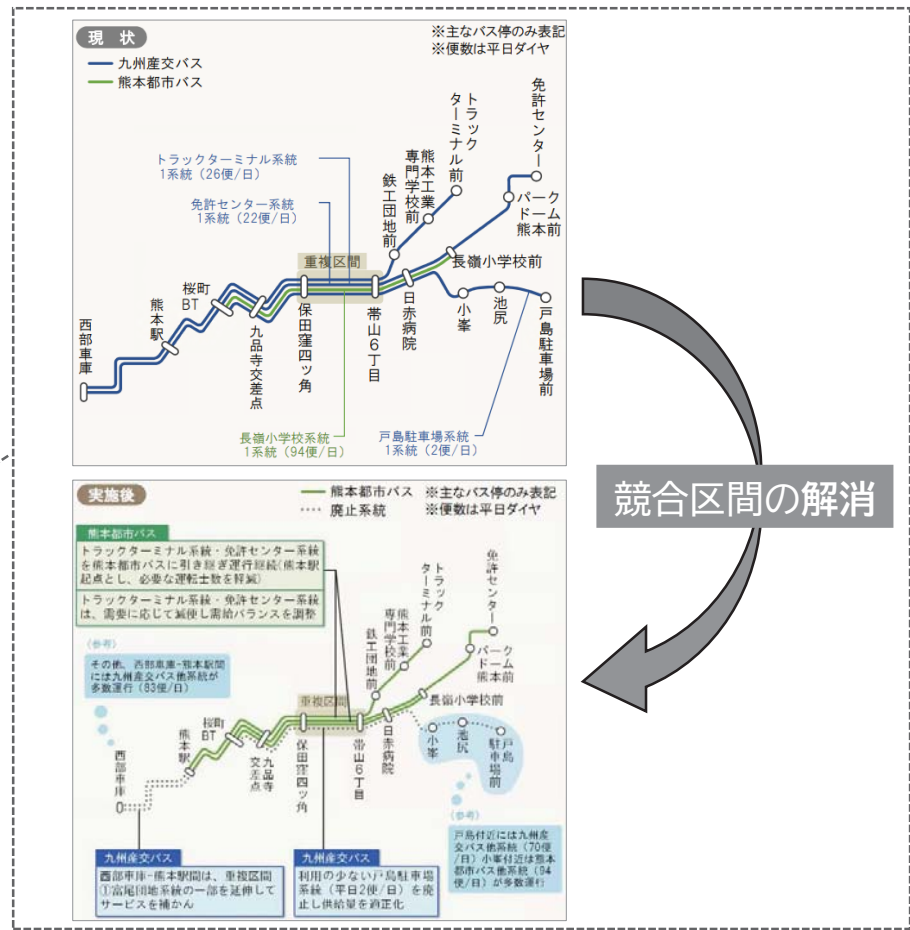 現 状
※主なバス停のみ表記
※便数は平日ダイヤ
九州産交バス
熊本都市バス
トラックターミナル系統
1系統（26便/日）
免許センター系統
1系統（22便/日）
重複区間
トラック
ターミナル前
免許センター
熊本工業
専門学校前
鉄工団地前
パーク
ドーム
熊本前
長嶺小学校前
桜町
BT
熊本駅
西部車庫
九品寺交差点
保田窪四ツ角
帯山6丁目
日赤病院
小峯
池尻
戸島駐車場前
長嶺小学校系統
1系統（94便/日）
戸島駐車場系統
1系統（2便/日）
競合区間の解消
実施後
熊本都市バス
※主なバス停のみ表記
廃止系統
※便数は平日ダイヤ
熊本都市バス
トラックターミナル系統・免許センター系統
を熊本都市バスに引き継ぎ運行継続(熊本駅
起点とし、必要な運転士数を軽減)
トラックターミナル系統・免許センター系統
は、需要に応じて減便し需給バランスを調整
（参考）
その他、西部車庫-熊本駅間
には九州産交バス他系統が
多数運行（83便/日）
トラック
ターミナル前
免許センター
熊本工業
専門学校前
鉄工団地前
パーク
ドーム
熊本前
重複区間
長嶺小学校前
桜町
BT
熊本駅
西部車庫
九品寺
交差点
保田窪四ツ角
帯山6丁目
日赤病院
小峯
池尻
戸島
駐車場前
（参考）
戸島付近には九州産
交バス他系統（70便
/日）小峯付近は熊本
都市バス他系統（94
便/日）が多数運行
九州産交バス
西部車庫-熊本駅間は、重複区間
①富尾団地系統の一部を延伸して
サービスを補かん
九州産交バス
利用の少ない戸島駐車場
系統（平日2便/日）を廃
止し供給量を適正化